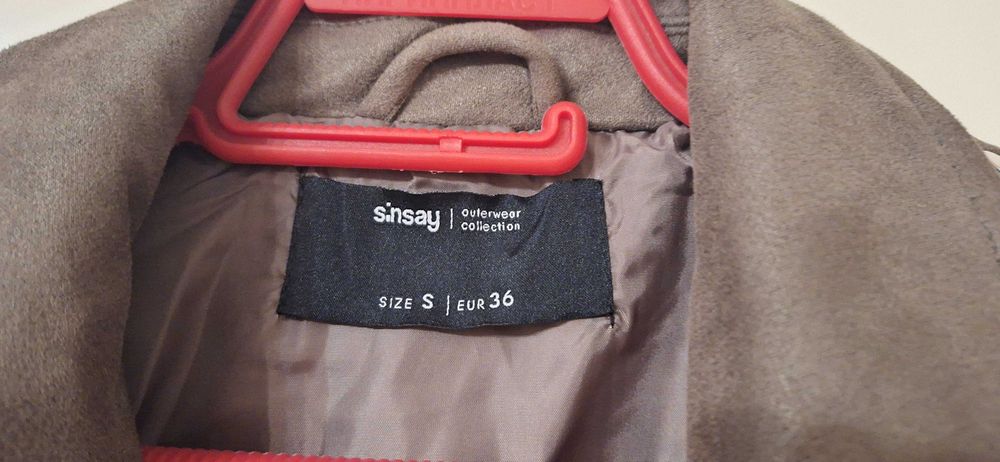 sinsay | outerwear
collection
SIZE S | EUR 36